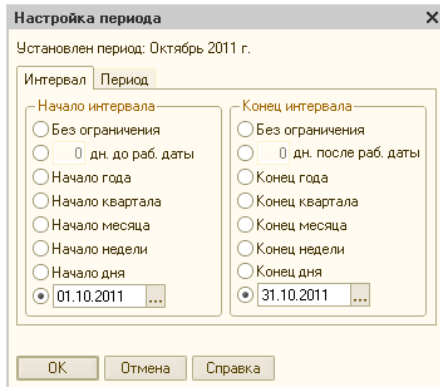 Настройка периода
Установлен период: Октябрь 2011 г.
Интервал Период
Начало интервала
Без ограничения
0 дн. до раб. даты
Начало года
Начало квартала
Начало месяца
Начало недели
Начало дня
01.10.2011 ...
Конец интервала
Без ограничения
0 дн. после раб. даты
Конец года
Конец квартала
Конец месяца
Конец недели
Конец дня
31.10.2011 ...
OK Отмена Справка